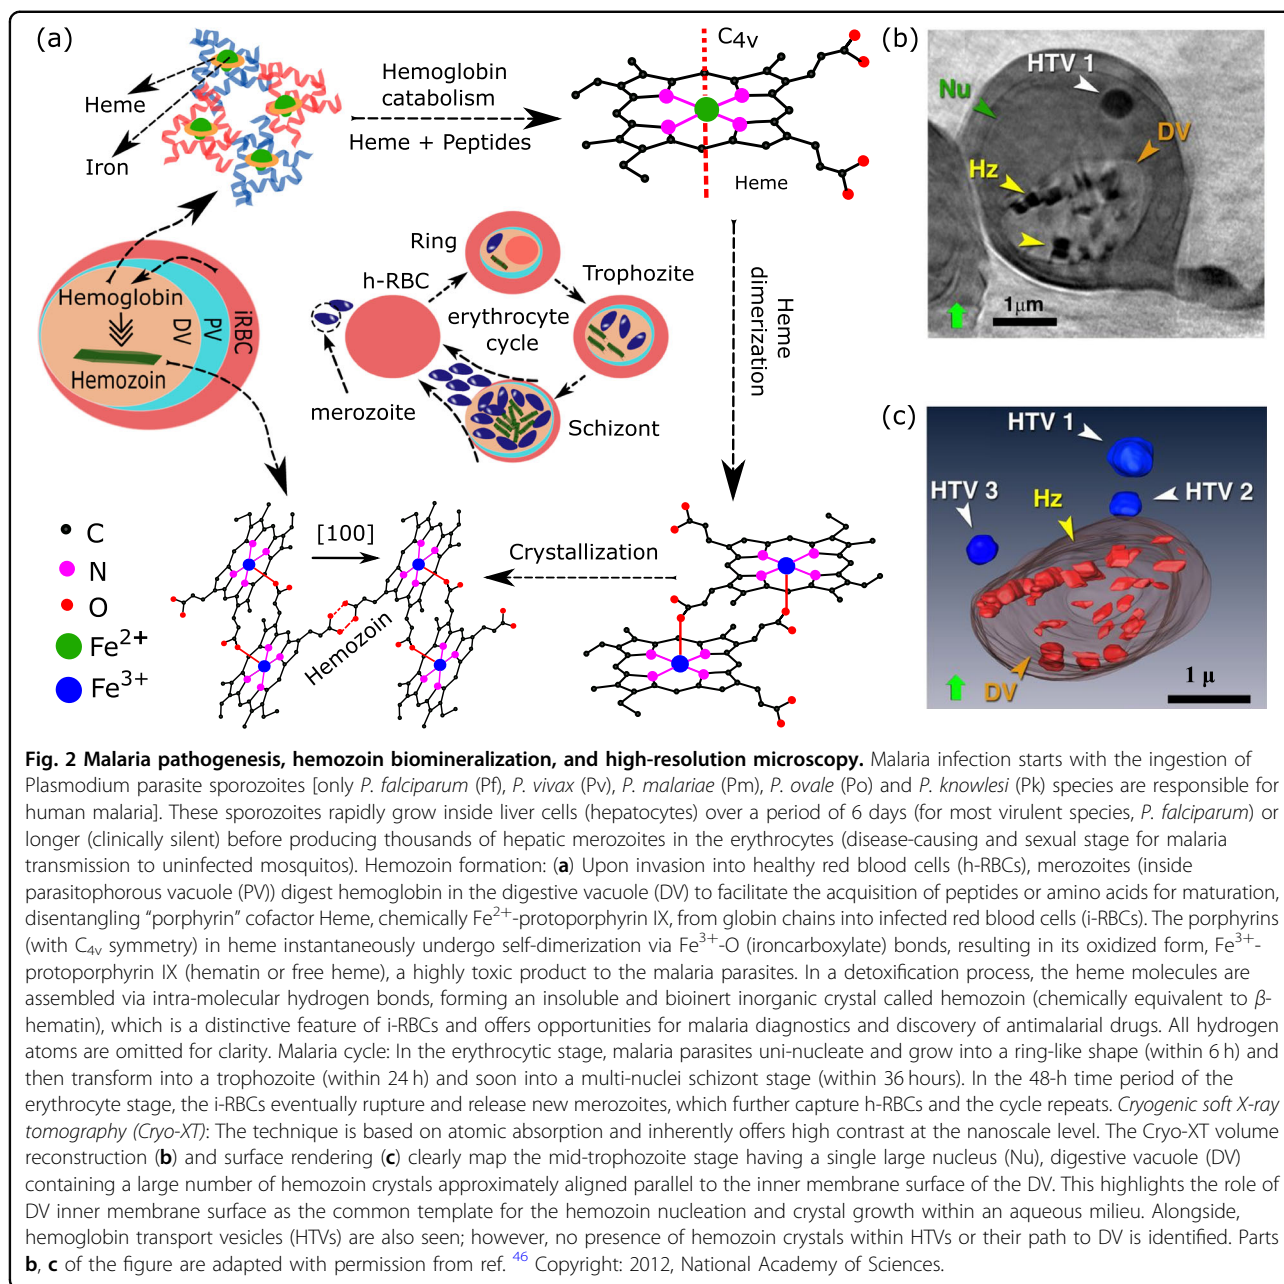 (a)
Heme
Iron
Hemoglobin
catabolism
Heme + Peptides
C4v
Heme
Hemoglobin
DV
PV
iRBC
Hemozoin
h-RBC
Ring
Trophozite
erythrocyte
cycle
merozoite
Schizont
Heme
dimerization
C
N
O
Fe2+
Fe3+
[100]
Hemozoin
Crystallization
(b)
HTV 1
Nu
DV
Hz
1μm
(c)
HTV 1
HTV 3
Hz
HTV 2
DV
1 μ
Fig. 2 Malaria pathogenesis, hemozoin biomineralization, and high-resolution microscopy. Malaria infection starts with the ingestion of
Plasmodium parasite sporozoites [only P. falciparum (Pf), P. vivax (Pv), P. malariae (Pm), P. ovale (Po) and P. knowlesi (Pk) species are responsible for
human malaria]. These sporozoites rapidly grow inside liver cells (hepatocytes) over a period of 6 days (for most virulent species, P. falciparum) or
longer (clinically silent) before producing thousands of hepatic merozoites in the erythrocytes (disease-causing and sexual stage for malaria
transmission to uninfected mosquitos). Hemozoin formation: (a) Upon invasion into healthy red blood cells (h-RBCs), merozoites (inside
parasitophorous vacuole (PV)) digest hemoglobin in the digestive vacuole (DV) to facilitate the acquisition of peptides or amino acids for maturation,
disentangling “porphyrin” cofactor Heme, chemically Fe2+-protoporphyrin IX, from globin chains into infected red blood cells (i-RBCs). The porphyrins
(with C4v symmetry) in heme instantaneously undergo self-dimerization via Fe3+-O (ironcarboxylate) bonds, resulting in its oxidized form, Fe3+-
protoporphyrin IX (hematin or free heme), a highly toxic product to the malaria parasites. In a detoxification process, the heme molecules are
assembled via intra-molecular hydrogen bonds, forming an insoluble and bioinert inorganic crystal called hemozoin (chemically equivalent to β-
hematin), which is a distinctive feature of i-RBCs and offers opportunities for malaria diagnostics and discovery of antimalarial drugs. All hydrogen
atoms are omitted for clarity. Malaria cycle: In the erythrocytic stage, malaria parasites uni-nucleate and grow into a ring-like shape (within 6 h) and
then transform into a trophozoite (within 24 h) and soon into a multi-nuclei schizont stage (within 36 hours). In the 48-h time period of the
erythrocyte stage, the i-RBCs eventually rupture and release new merozoites, which further capture h-RBCs and the cycle repeats. Cryogenic soft X-ray
tomography (Cryo-XT): The technique is based on atomic absorption and inherently offers high contrast at the nanoscale level. The Cryo-XT volume
reconstruction (b) and surface rendering (c) clearly map the mid-trophozoite stage having a single large nucleus (Nu), digestive vacuole (DV)
containing a large number of hemozoin crystals approximately aligned parallel to the inner membrane surface of the DV. This highlights the role of
DV inner membrane surface as the common template for the hemozoin nucleation and crystal growth within an aqueous milieu. Alongside,
hemoglobin transport vesicles (HTVs) are also seen; however, no presence of hemozoin crystals within HTVs or their path to DV is identified. Parts
b, c of the figure are adapted with permission from ref. 46 Copyright: 2012, National Academy of Sciences.